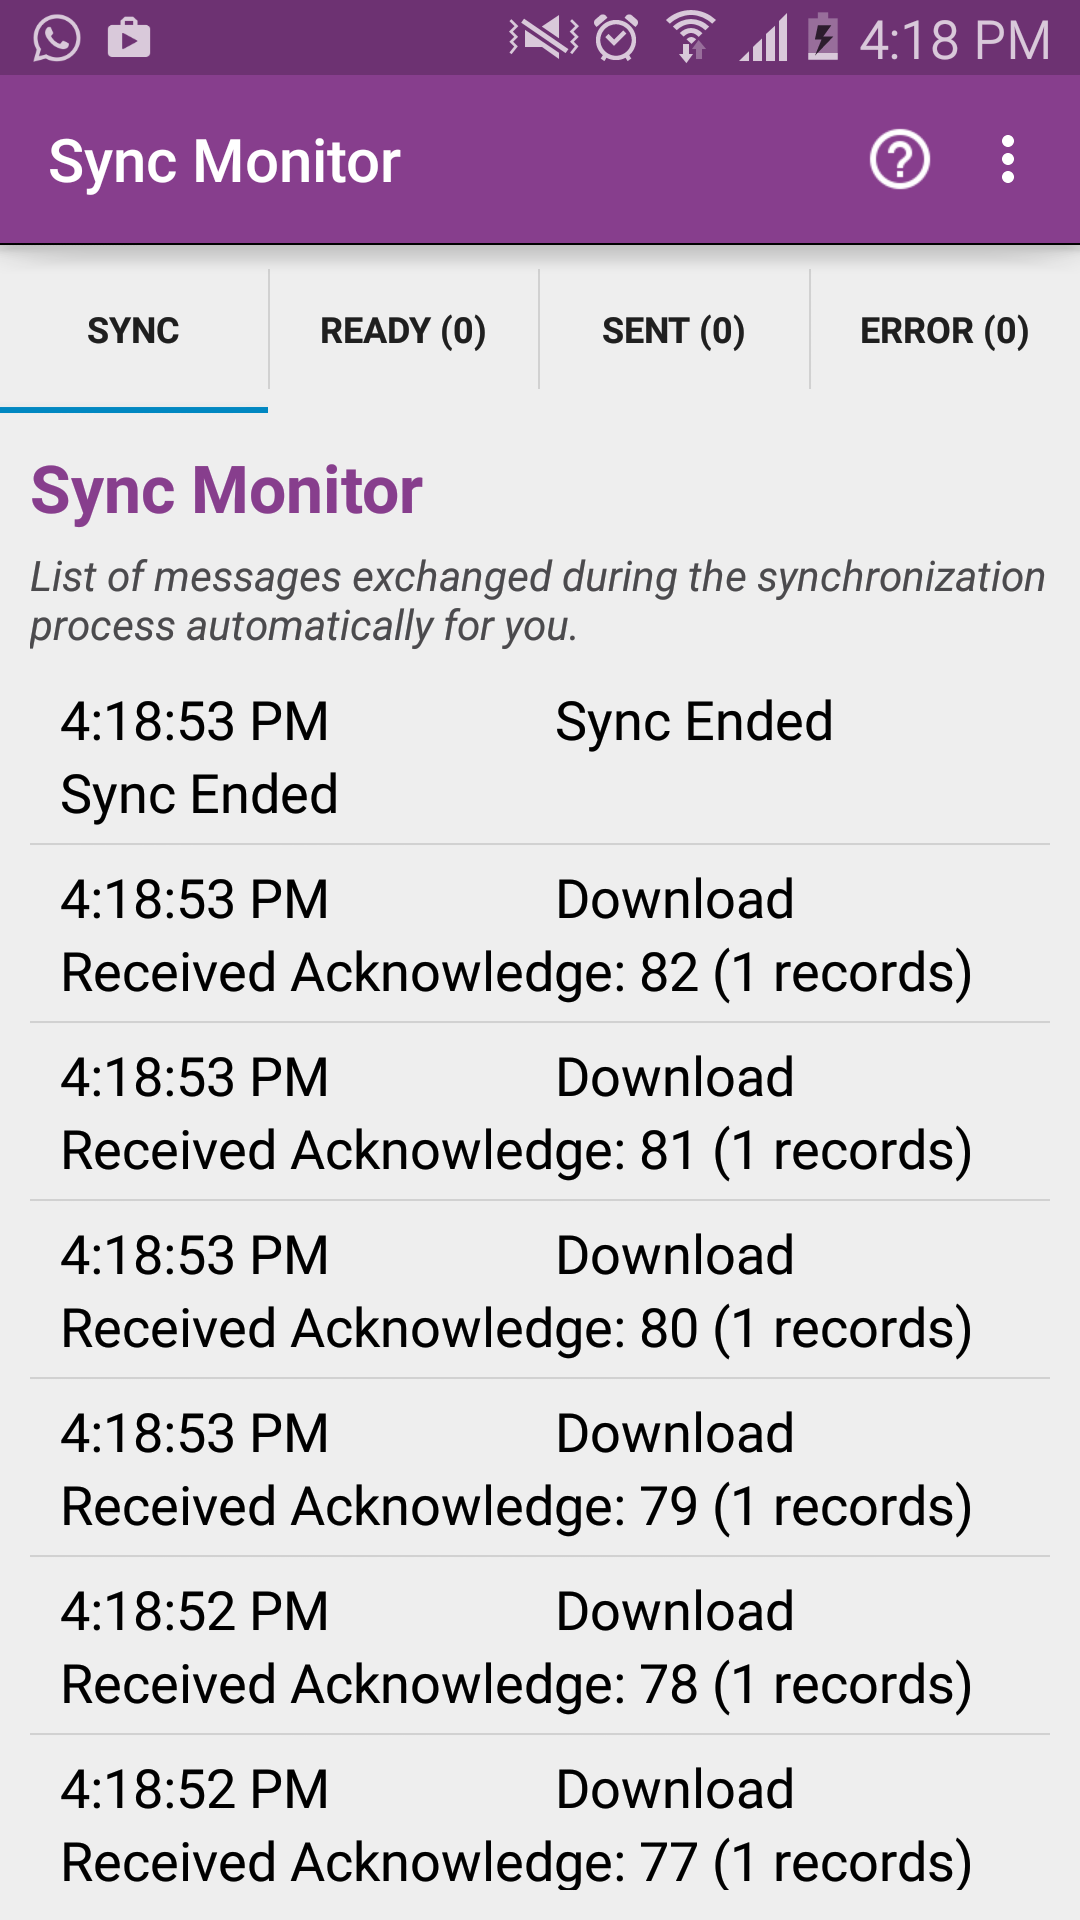 4:18 PM
Sync Monitor
SYNC
READY (0)
SENT (0)
ERROR (0)
Sync Monitor
List of messages exchanged during the synchronization
process automatically for you.
4:18:53 PM Sync Ended
Sync Ended
4:18:53 PM Download
Received Acknowledge: 82 (1 records)
4:18:53 PM Download
Received Acknowledge: 81 (1 records)
4:18:53 PM Download
Received Acknowledge: 80 (1 records)
4:18:53 PM Download
Received Acknowledge: 79 (1 records)
4:18:52 PM Download
Received Acknowledge: 78 (1 records)
4:18:52 PM Download
Received Acknowledge: 77 (1 records)